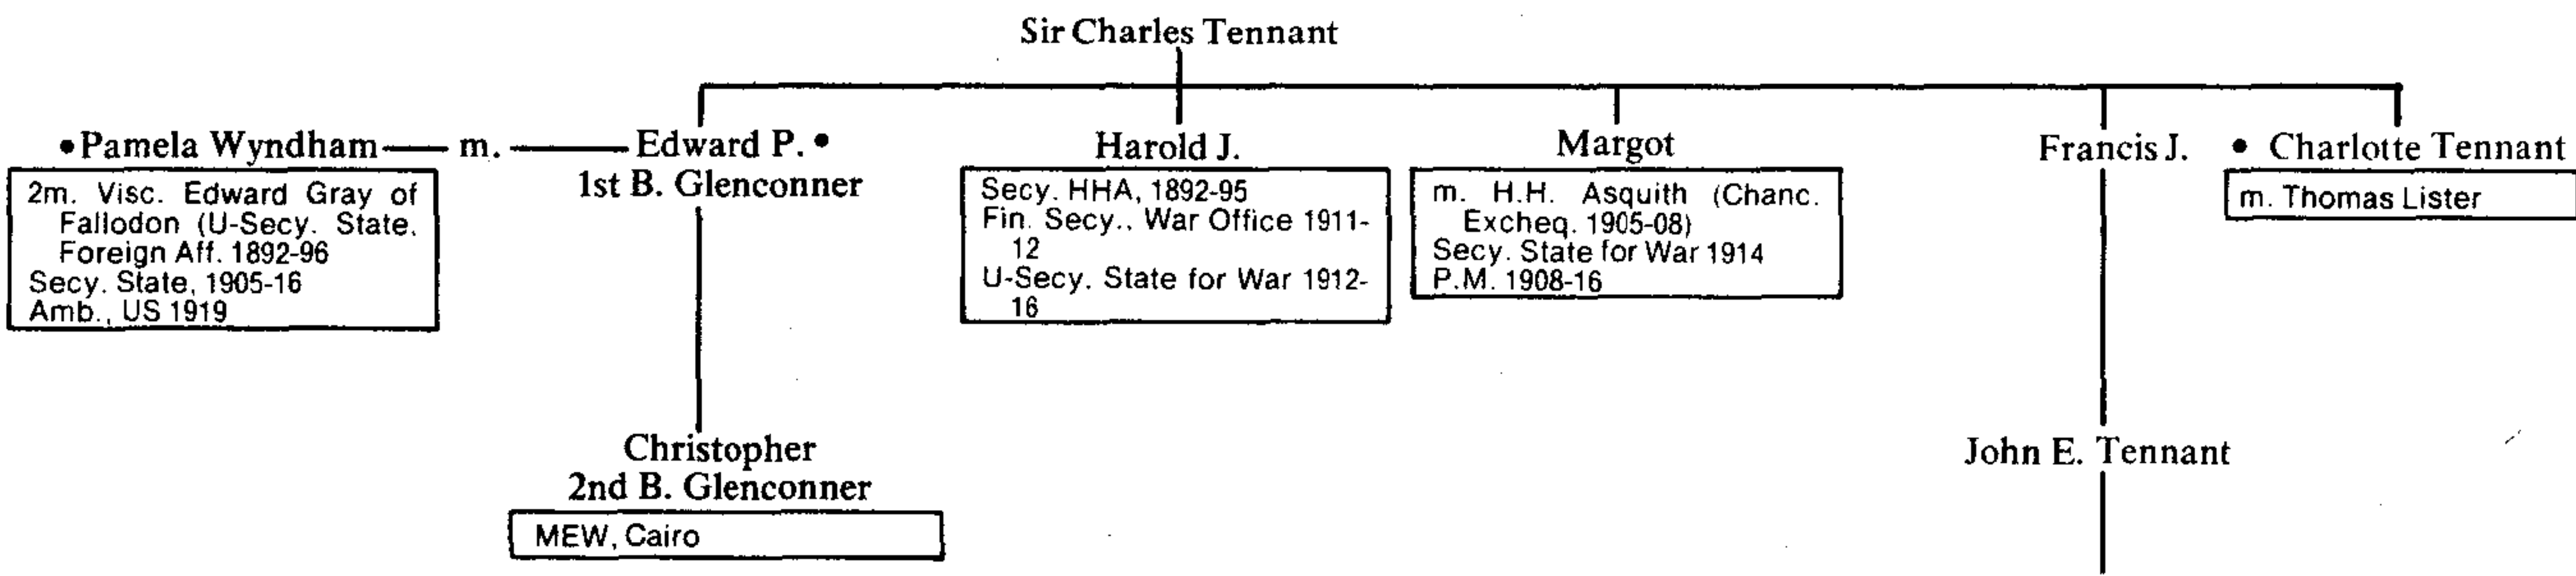 Sir Charles Tennant
•Pamela Wyndham — m. — Edward P. •
1st B. Glenconner
2m. Visc. Edward Gray of
Fallodon (U-Secy. State,
Foreign Aff. 1892-96
Secy. State, 1905-16
Amb., US 1919
Harold J.
Secy. HHA, 1892-95
Fin. Secy., War Office 1911-
12
U-Secy. State for War 1912-
16
Margot
m. H.H. Asquith (Chanc.
Excheq. 1905-08)
Secy. State for War 1914
P.M. 1908-16
Francis J.
• Charlotte Tennant
m. Thomas Lister
Christopher
2nd B. Glenconner
MEW, Cairo
John E. Tennant